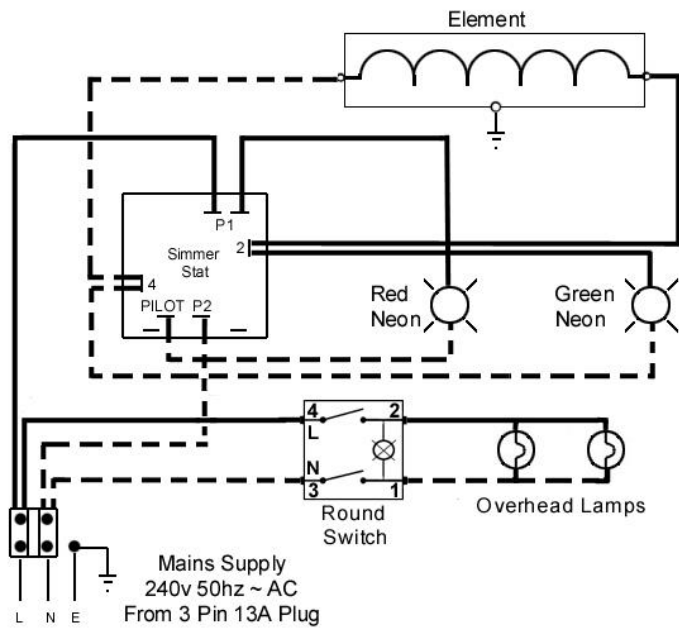 Element
P1
Simmer
Stat
2
4
PILOT P2
Red
Neon
Green
Neon
4 2
L
N
3 1
Round
Switch
Overhead Lamps
Mains Supply
240v 50hz ~ AC
From 3 Pin 13A Plug
L N E